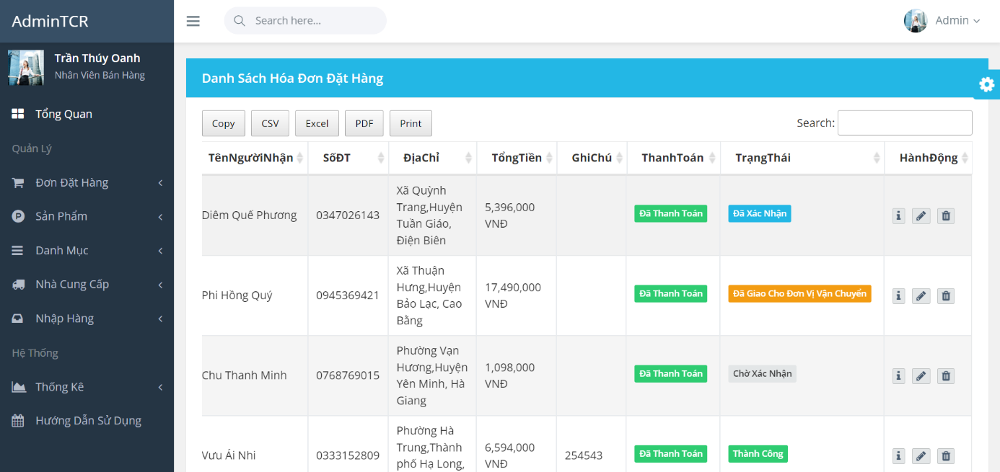 AdminTCR
Search here...
Admin
Trần Thúy Oanh
Nhân Viên Bán Hàng
Tổng Quan
Quản Lý
Đơn Đặt Hàng
Sản Phẩm
Danh Mục
Nhà Cung Cấp
Nhập Hàng
Hệ Thống
Thống Kê
Hướng Dẫn Sử Dụng
Danh Sách Hóa Đơn Đặt Hàng
Copy CSV Excel PDF Print Search:
TênNgườiNhận SốĐT ĐịaChỉ TổngTiền GhiChú ThanhToán TrạngThái HànhĐộng
Diêm Quế Phương 0347026143
Xã Quỳnh
Trang,Huyện
Tuần Giáo,
Điện Biên
5,396,000
VNĐ
Đã Thanh Toán Đã Xác Nhận
Phi Hồng Quý 0945369421
Xã Thuận
Hưng,Huyện
Bảo Lạc, Cao
Bằng
17,490,000
VNĐ
Đã Thanh Toán Đã Giao Cho Đơn Vị Vận Chuyển
Chu Thanh Minh 0768769015
Phường Vạn
Hương,Huyện
Yên Minh, Hà
Giang
1,098,000
VNĐ
Đã Thanh Toán Chờ Xác Nhận
Vưu Ái Nhi 0333152809
Phường Hà
Trung,Thành
phố Hạ Long,
6,594,000
VNĐ
254543 Đã Thanh Toán Thành Công